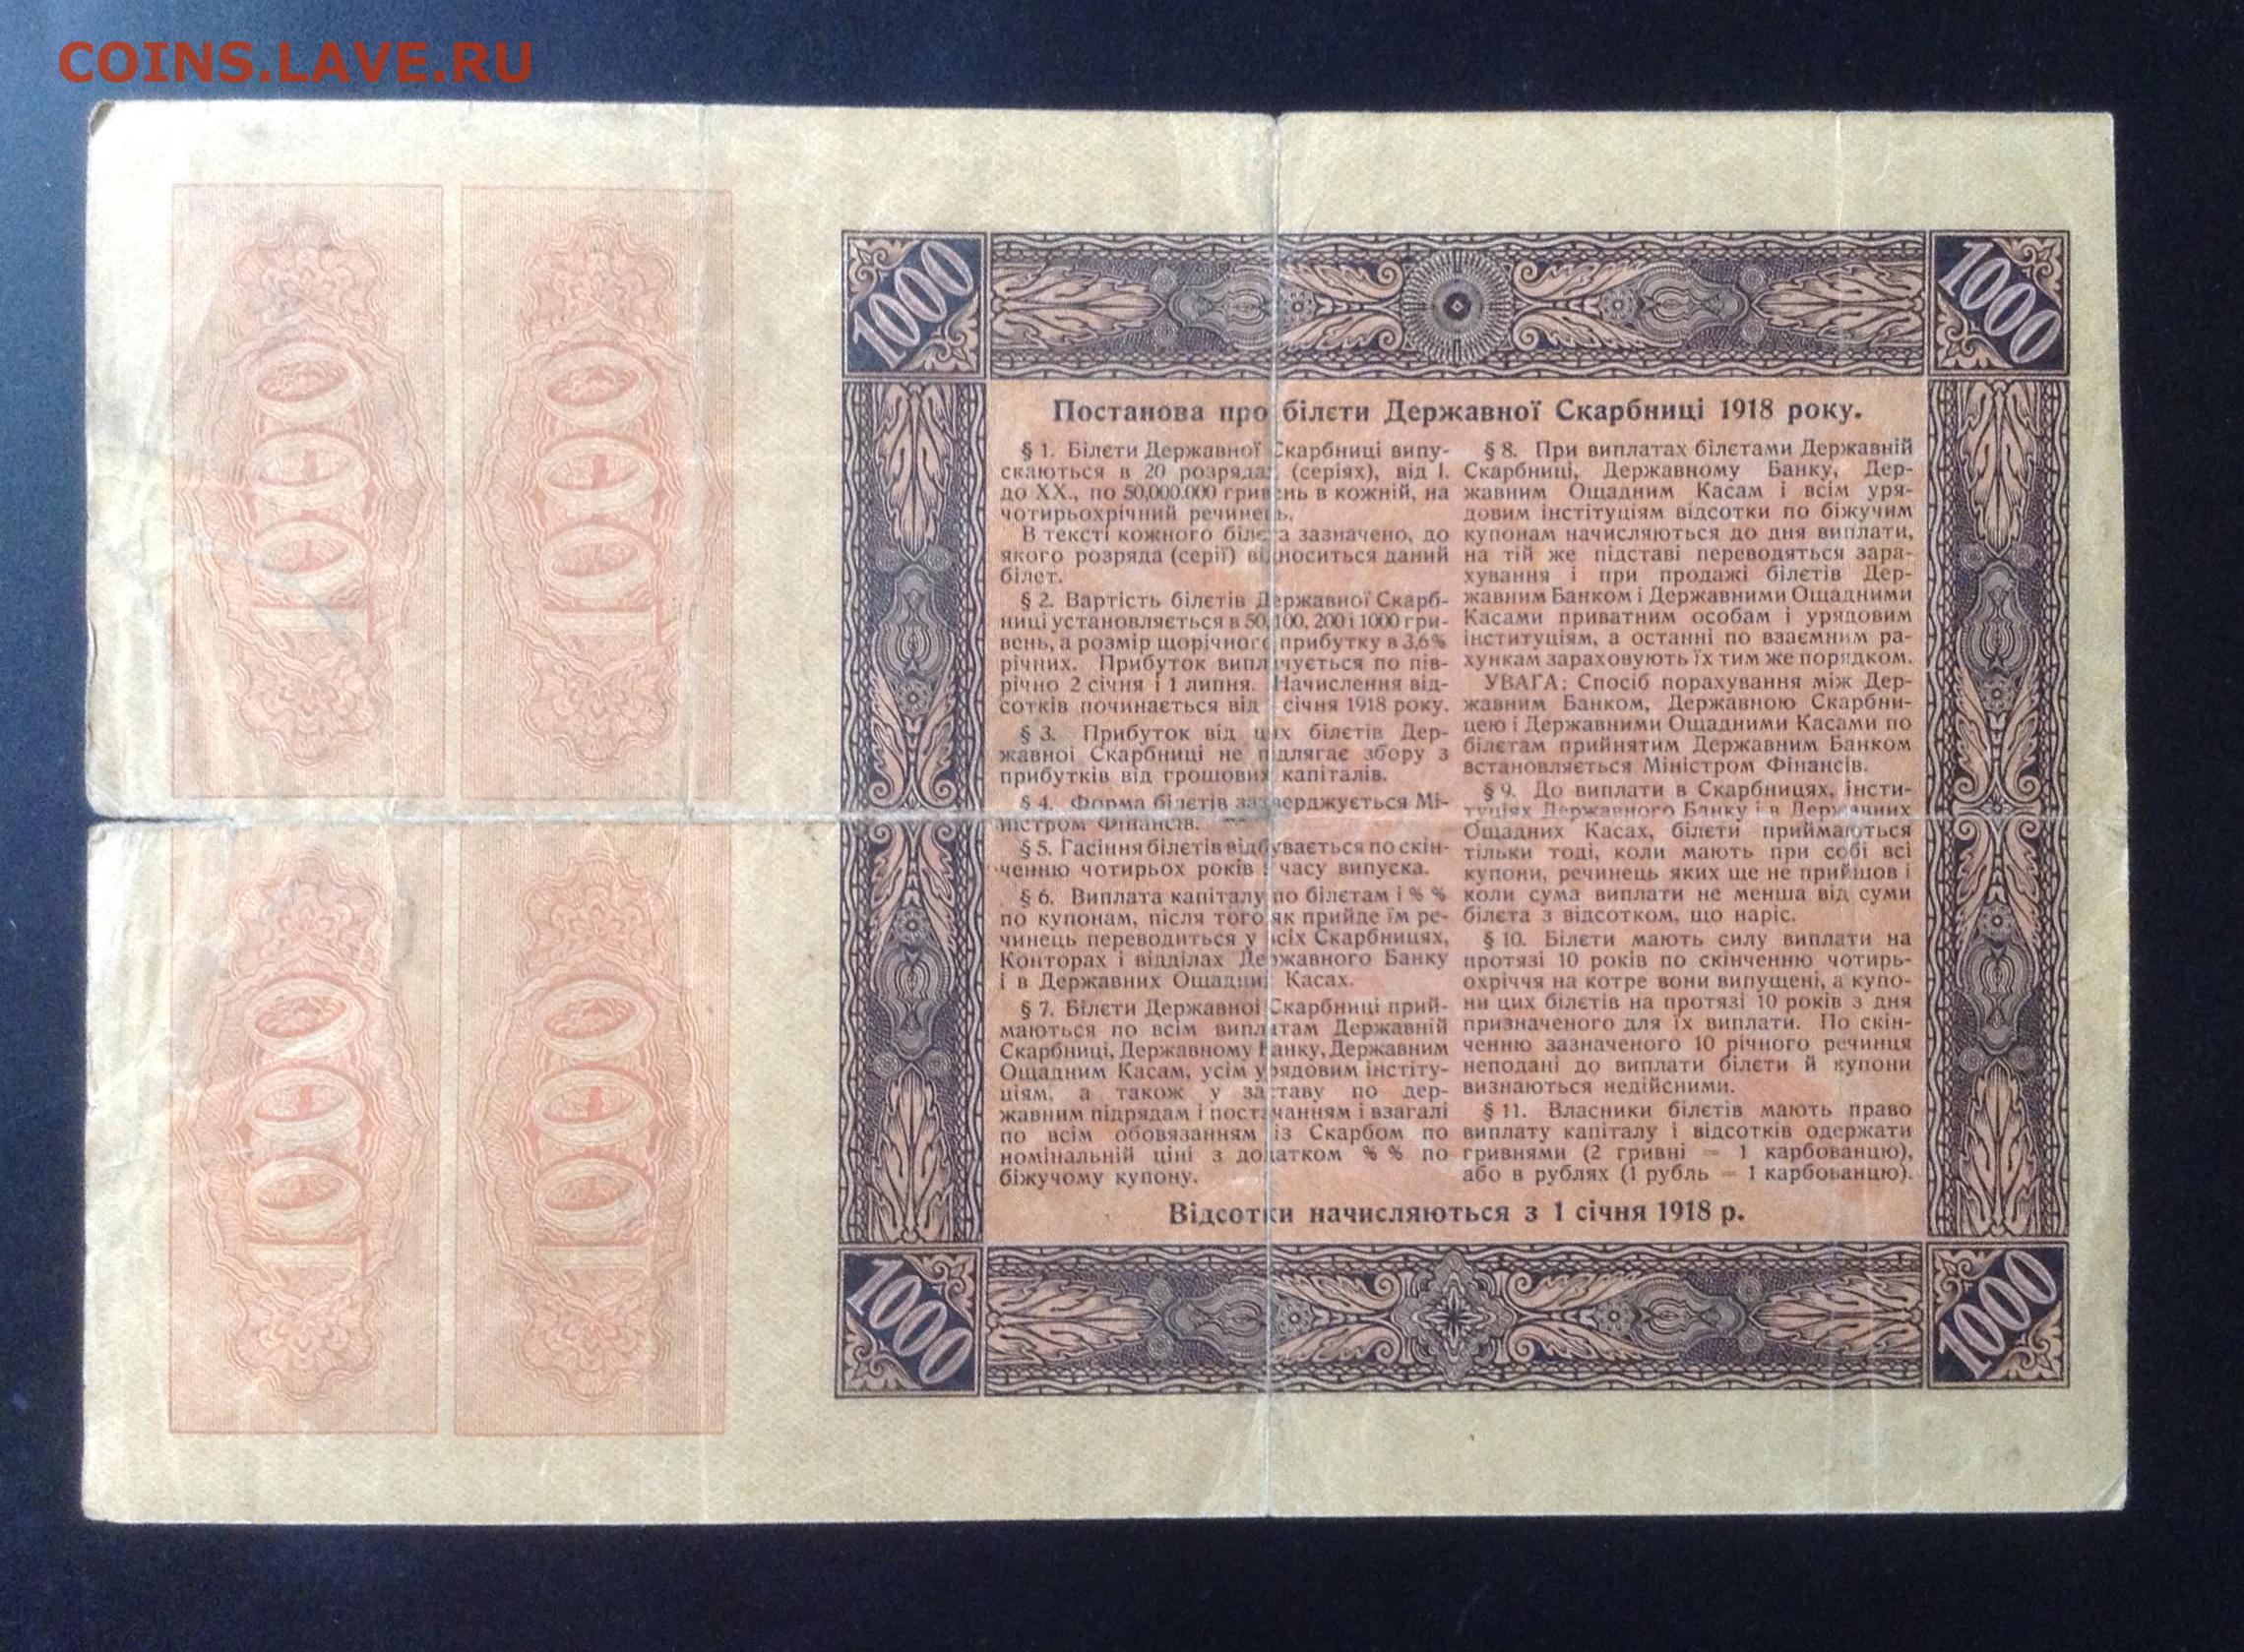 COINS.LAVE.RU
1000
1000
1000
1000
1000
1000
Постанова про білєти Державної Скарбниці 1918 року.
§ 1. Білєти Державної Скарбниці випу-
скаються в 20 розрядах (серіях), від I.
до XX., по 50,000.000 гривень в кожній, на
чотирьохрічний речинець.
В тексті кожного білєта зазначено, до
якого розряда (серії) відноситься даний
білєт.
§ 2. Вартість білєтів Державної Скарб-
ниці установляється в 50, 100, 200 і 1000 гри-
вень, а розмір щорічного прибутку в 3,6%
річних. Прибуток виплачується по пів-
річно 2 січня і 1 липня. Начислення від-
сотків починається від 1 січня 1918 року.
§ 3. Прибуток від цих білєтів Дер-
жавної Скарбниці не підлягає збору з
прибутків від грошових капіталів.
§ 4. Форма білєтів затверджується Мі-
ністром Фінансів.
§ 5. Гасіння білєтів відбувається по скін-
ченню чотирьох років з часу випуска.
§ 6. Виплата капіталу по білєтам і % %
по купонам, після того як прийде їм ре-
чинець переводиться у всіх Скарбницях,
Конторах і відділах Державного Банку
і в Державних Ощадних Касах.
§ 7. Білєти Державної Скарбниці прий-
маються по всім виплатам Державній
Скарбниці, Державному Банку, Державним
Ощадним Касам, усім урядовим інститу-
ціям, а також у заставу по дер-
жавним підрядам і постачанням і взагалі
по всім обовязанням із Скарбом по
номінальній ціні з додатком % % по
біжучому купону.
§ 8. При виплатах білєтами Державній
Скарбниці, Державному Банку, Дер-
жавним Ощадним Касам і всім уря-
довим інституціям відсотки по біжучим
купонам начисляються до дня виплати,
на тій же підставі переводяться зара-
хування і при продажі білєтів Дер-
жавним Банком і Державними Ощадними
Касами приватним особам і урядовим
інституціям, а останні по взаємним ра-
хункам зараховують їх тим же порядком.
УВАГА: Спосіб порахування між Дер-
жавним Банком, Державною Скарбни-
цею і Державними Ощадними Касами по
білєтам прийнятим Державним Банком
встановляється Міністром Фінансів.
§ 9. До виплати в Скарбницях, інсти-
туціях Державного Банку і в Державних
Ощадних Касах, білєти приймаються
тільки тоді, коли мають при собі всі
купони, речинець яких ще не прийшов і
коли сума виплати не менша від суми
білєта з відсотком, що наріс.
§ 10. Білєти мають силу виплати на
протязі 10 років по скінченню чотирь-
охріччя на котре вони випущені, а купо-
ни цих білєтів на протязі 10 років з дня
призначеного для їх виплати. По скін-
ченню зазначеного 10 річного речинця
неподані до виплати білєти й купони
визнаються недійсними.
§ 11. Власники білєтів мають право
виплату капіталу і відсотків одержати
гривнями (2 гривні = 1 карбованцю),
або в рублях (1 рубль = 1 карбованцю).
Відсотки начисляються з 1 січня 1918 р.
1000
1000
1000